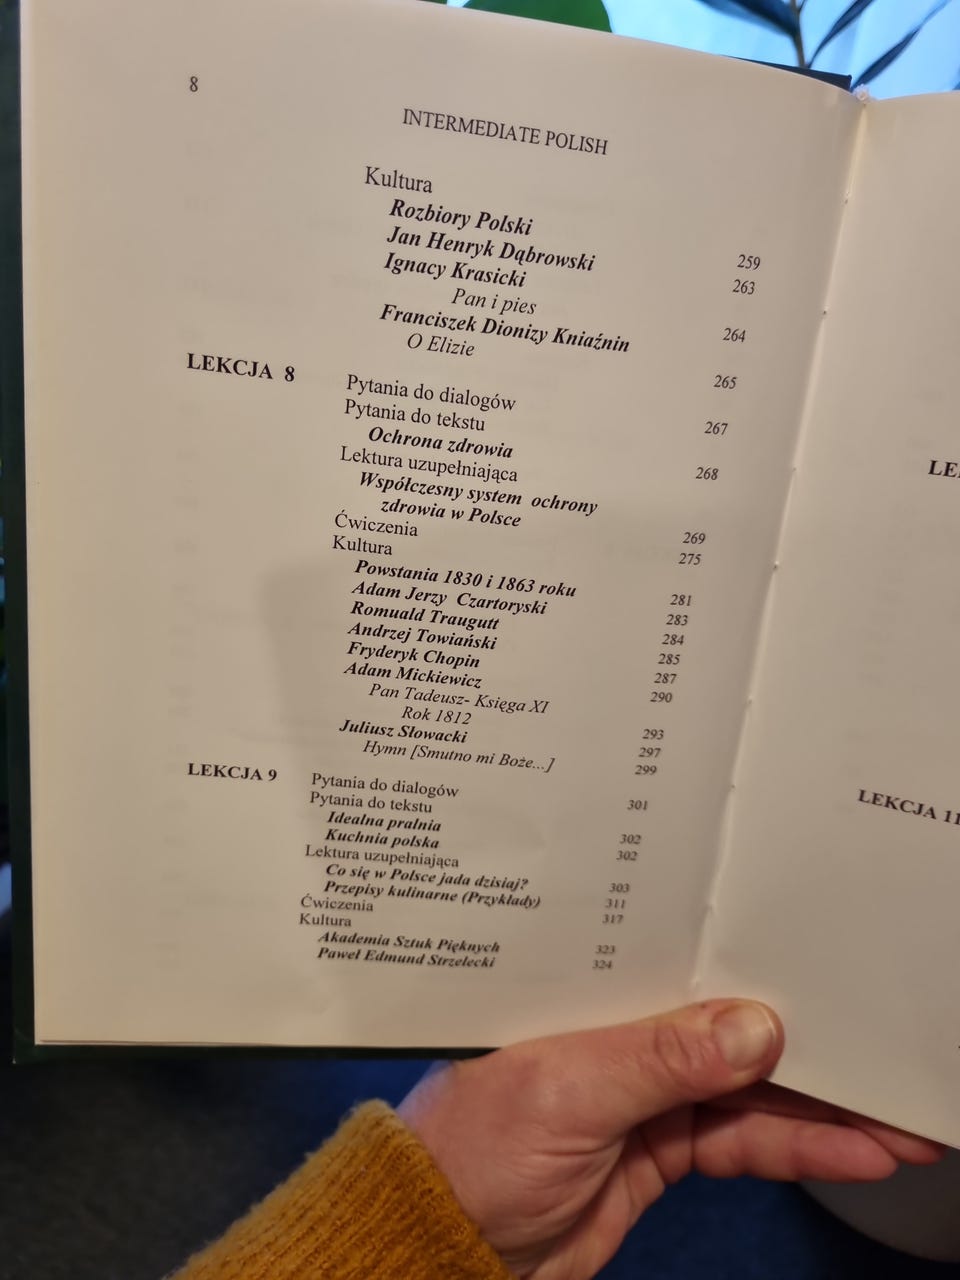 8
INTERMEDIATE POLISH
Kultura
Rozbiory Polski 259
Jan Henryk Dąbrowski 263
Ignacy Krasicki
Pan i pies 264
Franciszek Dionizy Kniaźnin
O Elizie 265
LEKCJA 8 Pytania do dialogów 267
Pytania do tekstu
Ochrona zdrowia 268
Lektura uzupełniająca
Współczesny system ochrony
zdrowia w Polsce 269
Ćwiczenia 275
Kultura
Powstania 1830 i 1863 roku 281
Adam Jerzy Czartoryski 283
Romuald Traugutt 284
Andrzej Towiański 285
Fryderyk Chopin 287
Adam Mickiewicz 290
Pan Tadeusz- Księga XI
Rok 1812 293
Juliusz Słowacki 297
Hymn [Smutno mi Boże...] 299
LEKCJA 9 Pytania do dialogów 301
Pytania do tekstu
Idealna pralnia 302
Kuchnia polska 302
Lektura uzupełniająca
Co się w Polsce jada dzisiaj? 303
Przepisy kulinarne (Przykłady) 311
Ćwiczenia 317
Kultura
Akademia Sztuk Pięknych 323
Paweł Edmund Strzelecki 324
LEKCJA 11